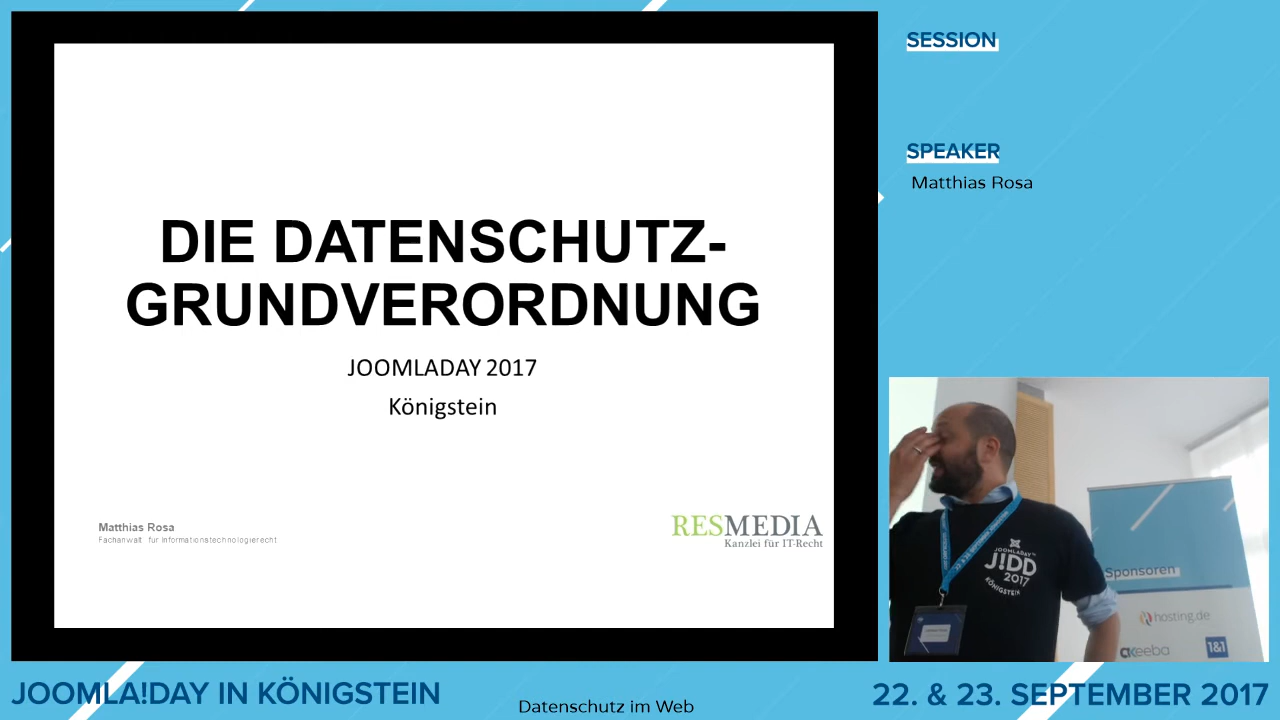 DIE DATENSCHUTZ-
GRUNDVERORDNUNG
JOOMLADAY 2017
Königstein
Matthias Rosa
Fachanwalt für Informationstechnologierecht
RESMEDIA
Kanzlei für IT-Recht
SESSION
SPEAKER
Matthias Rosa
JOOMLADAY
J!DD
2017
KÖNIGSTEIN
Sponsoren
hosting.de
akeeba
1&1
JOOMLA!DAY IN KÖNIGSTEIN
Datenschutz im Web
22. & 23. SEPTEMBER 2017